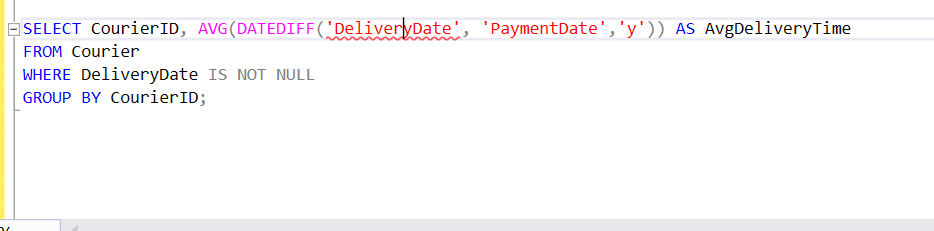 SELECT CourierID, AVG(DATEDIFF('DeliveryDate', 'PaymentDate','y')) AS AvgDeliveryTime
FROM Courier
WHERE DeliveryDate IS NOT NULL
GROUP BY CourierID;